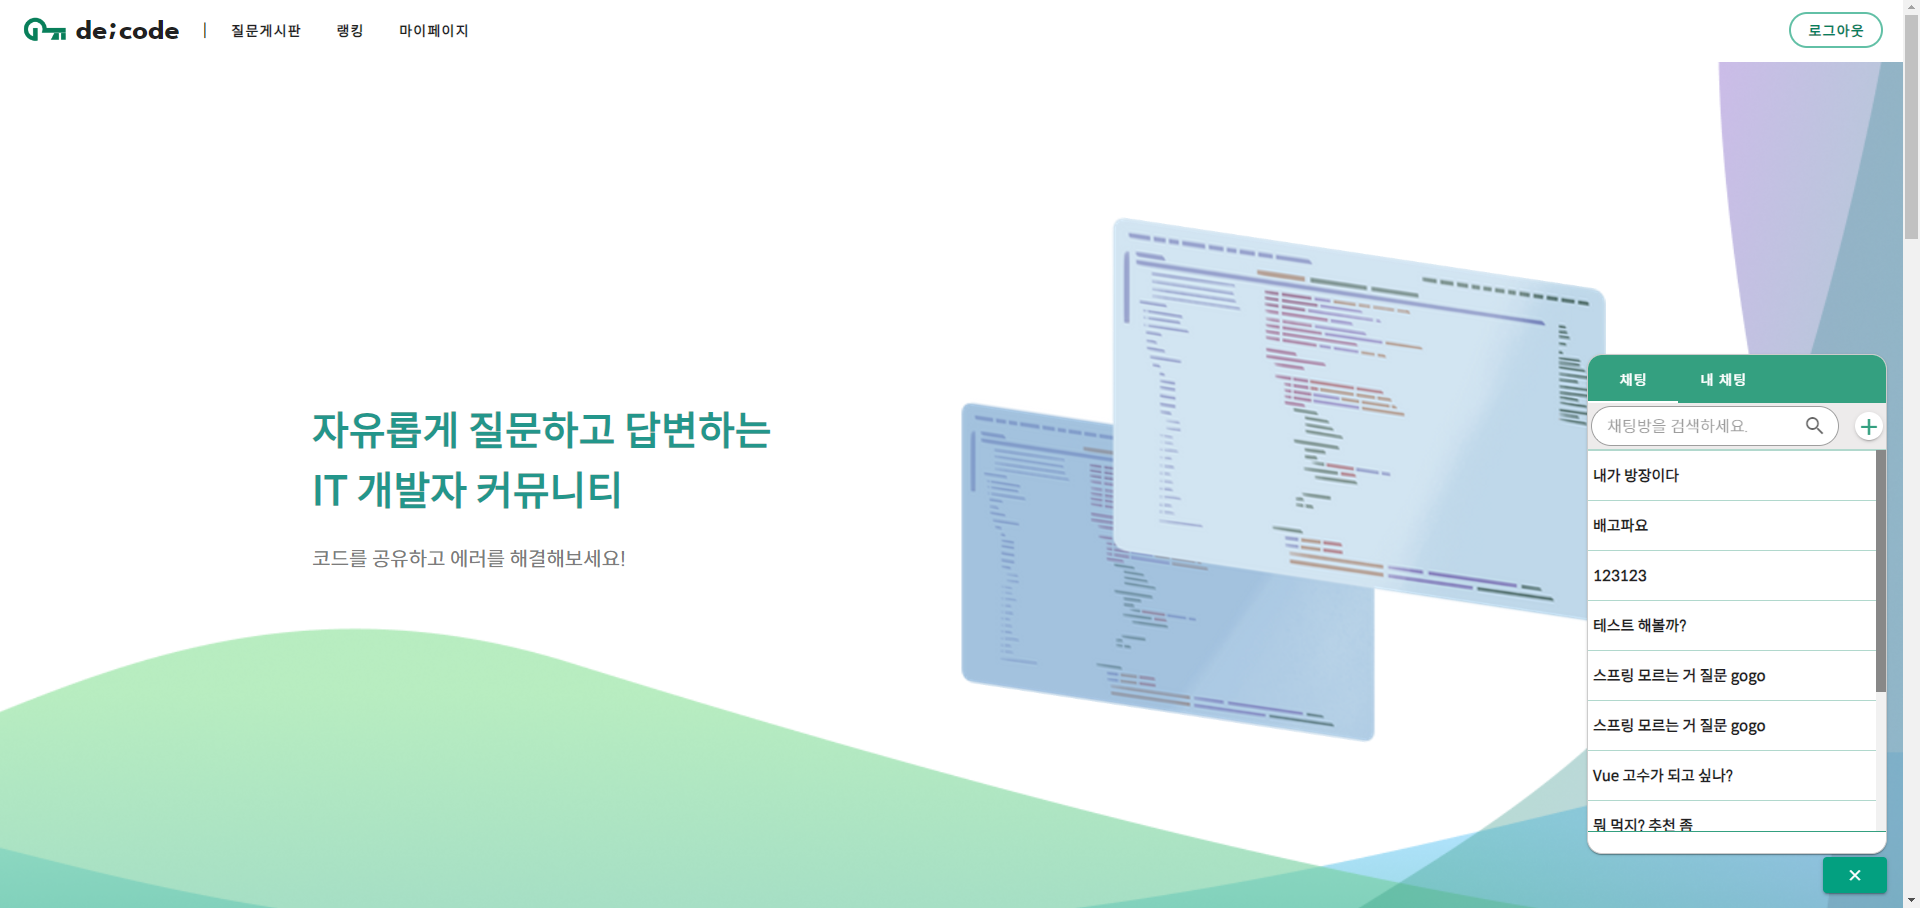 de;code | 질문게시판 랭킹 마이페이지 로그아웃
자유롭게 질문하고 답변하는
IT 개발자 커뮤니티
코드를 공유하고 에러를 해결해보세요!
채팅 내 채팅
채팅방을 검색하세요.
내가 방장이다
배고파요
123123
테스트 해볼까?
스프링 모르는 거 질문 gogo
스프링 모르는 거 질문 gogo
Vue 고수가 되고 싶나?
뭐 먹지? 추천 좀